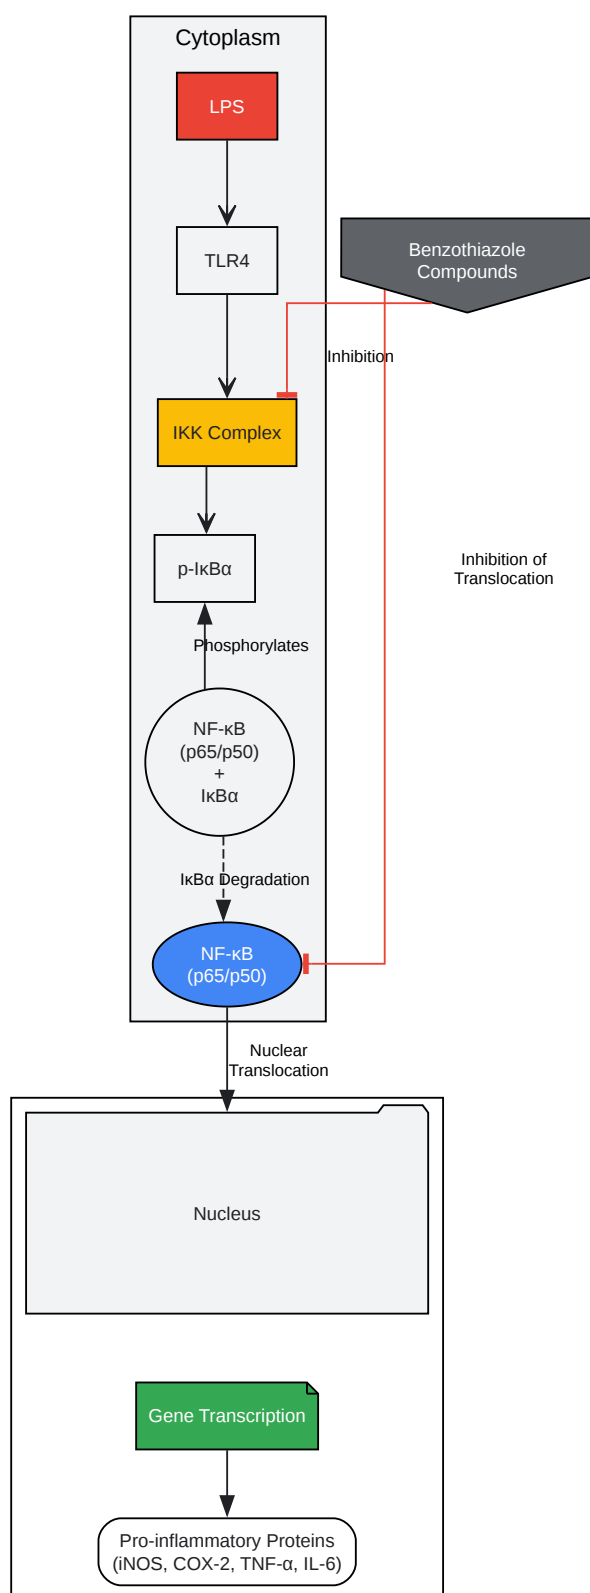 Cytoplasm
LPS
TLR4
Benzothiazole
Compounds
Inhibition
IKK Complex
p-IκBα
Inhibition of
Translocation
Phosphorylates
NF-κB
(p65/p50)
+
IκBα
IκBα Degradation
NF-κB
(p65/p50)
Nuclear
Translocation
Nucleus
Gene Transcription
Pro-inflammatory Proteins
(iNOS, COX-2, TNF-α, IL-6)